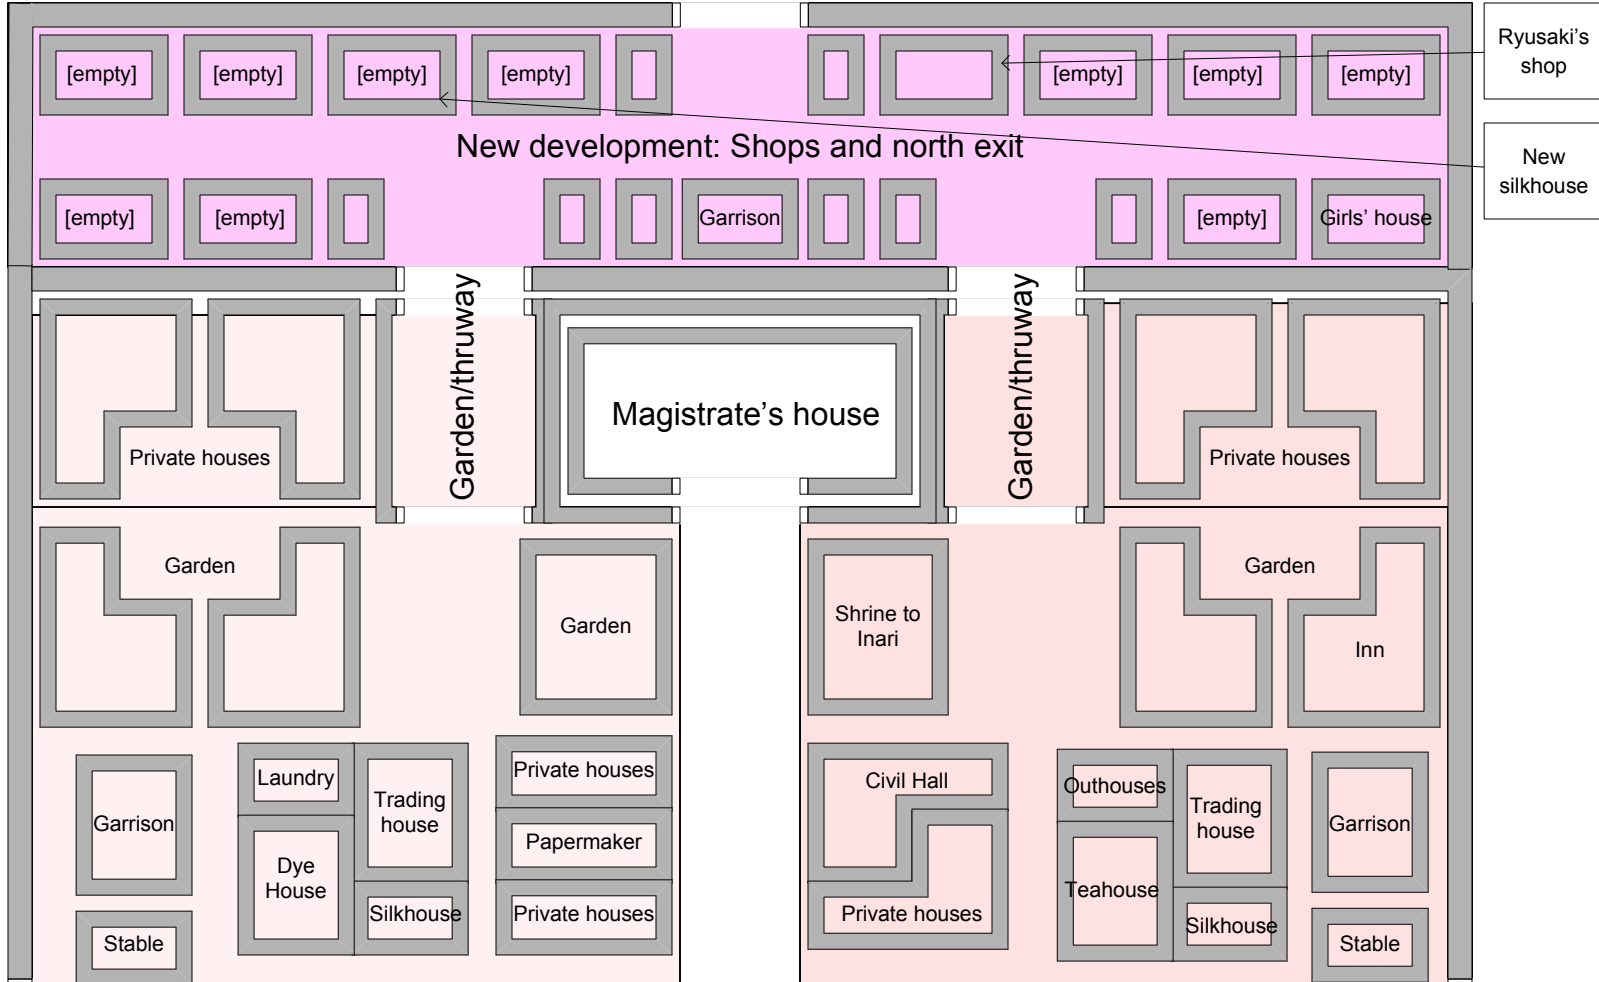 [empty]
[empty]
[empty]
[empty]
[empty]
[empty]
[empty]
Ryusaki’s
shop
New development: Shops and north exit
New
silkhouse
[empty]
[empty]
Garrison
[empty]
Girls’ house
Garden/thruway
Garden/thruway
Magistrate’s house
Private houses
Private houses
Garden
Garden
Garden
Shrine to
Inari
Inn
Laundry
Trading
house
Private houses
Civil Hall
Outhouses
Trading
house
Garrison
Garrison
Papermaker
Dye
House
Teahouse
Silkhouse
Private houses
Private houses
Silkhouse
Stable
Stable